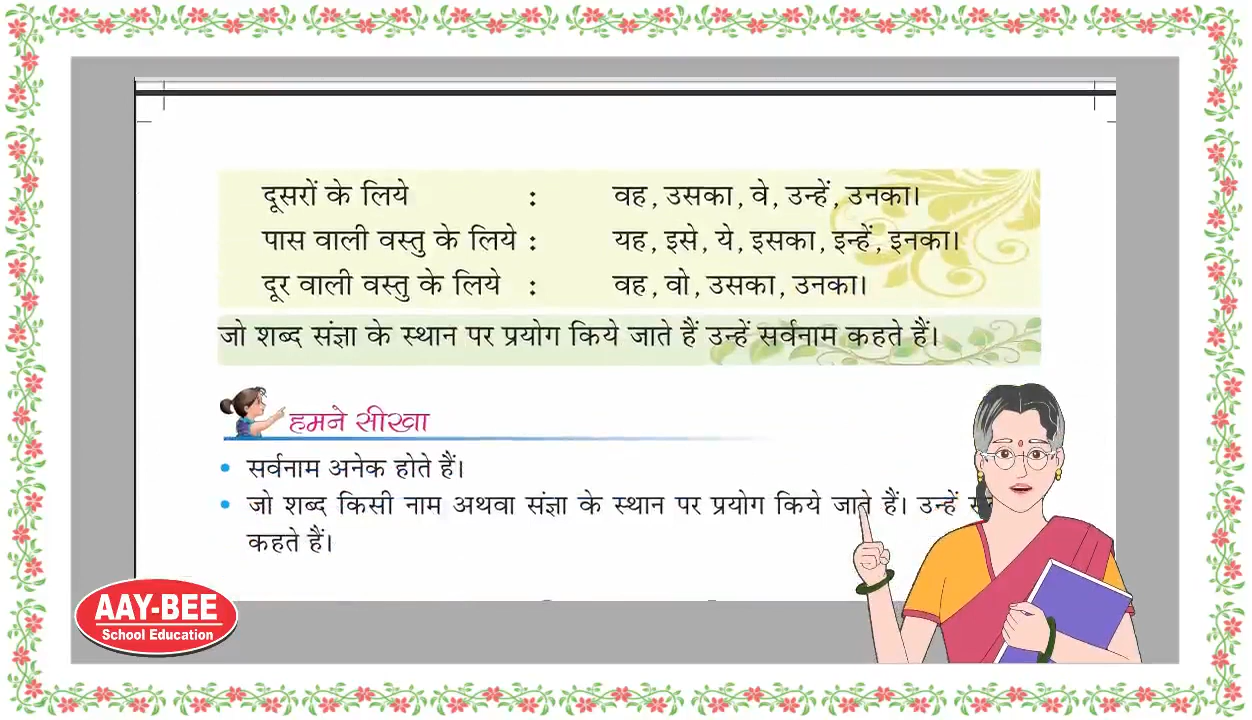 दूसरों के लिये : वह, उसका, वे, उन्हें, उनका।
पास वाली वस्तु के लिये : यह, इसे, ये, इसका, इन्हें, इनका।
दूर वाली वस्तु के लिये : वह, वो, उसका, उनका।
जो शब्द संज्ञा के स्थान पर प्रयोग किये जाते हैं उन्हें सर्वनाम कहते हैं।
हमने सीखा
• सर्वनाम अनेक होते हैं।
• जो शब्द किसी नाम अथवा संज्ञा के स्थान पर प्रयोग किये जाते हैं। उन्हें
कहते हैं।
AAY-BEE
School Education